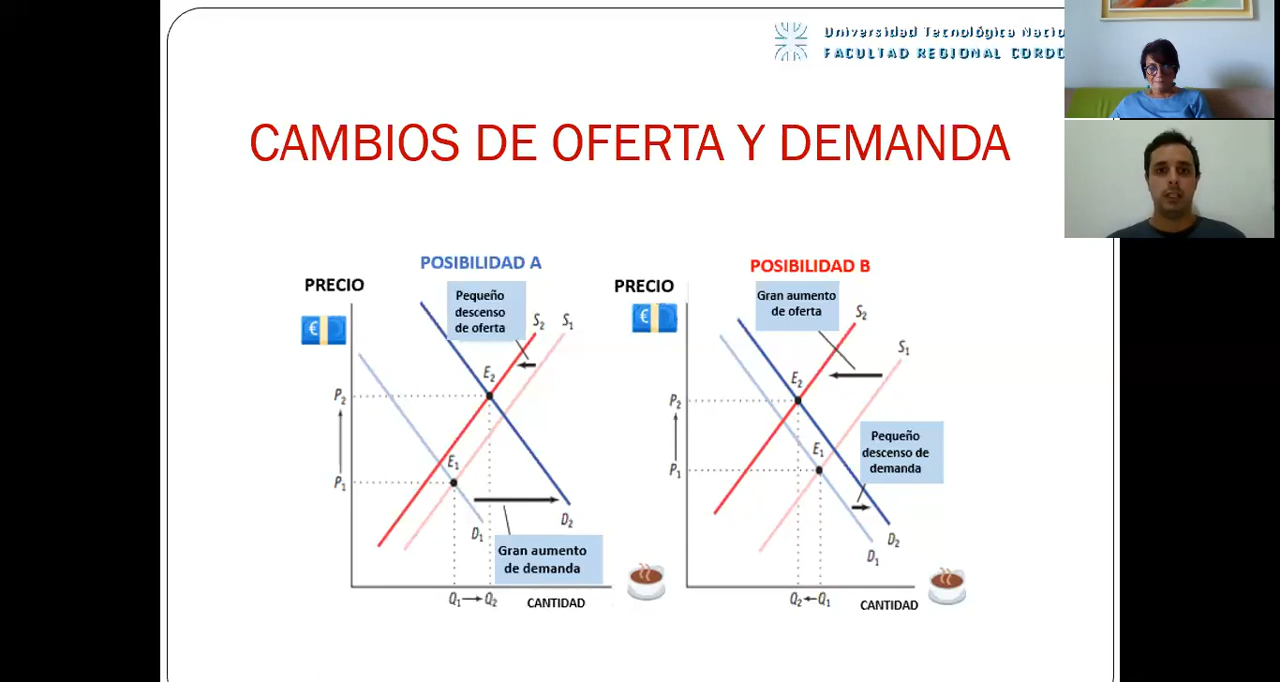 Universidad Tecnológica Nacio
FACULTAD REGIONAL CORDO
CAMBIOS DE OFERTA Y DEMANDA
POSIBILIDAD A
PRECIO
€
Pequeño
descenso
de oferta
S2
S1
E2
P2
E1
P1
D1
D2
Gran aumento
de demanda
Q1
Q2
CANTIDAD
POSIBILIDAD B
PRECIO
€
Gran aumento
de oferta
S2
S1
E2
P2
E1
P1
Pequeño
descenso de
demanda
D2
D1
Q2
Q1
CANTIDAD